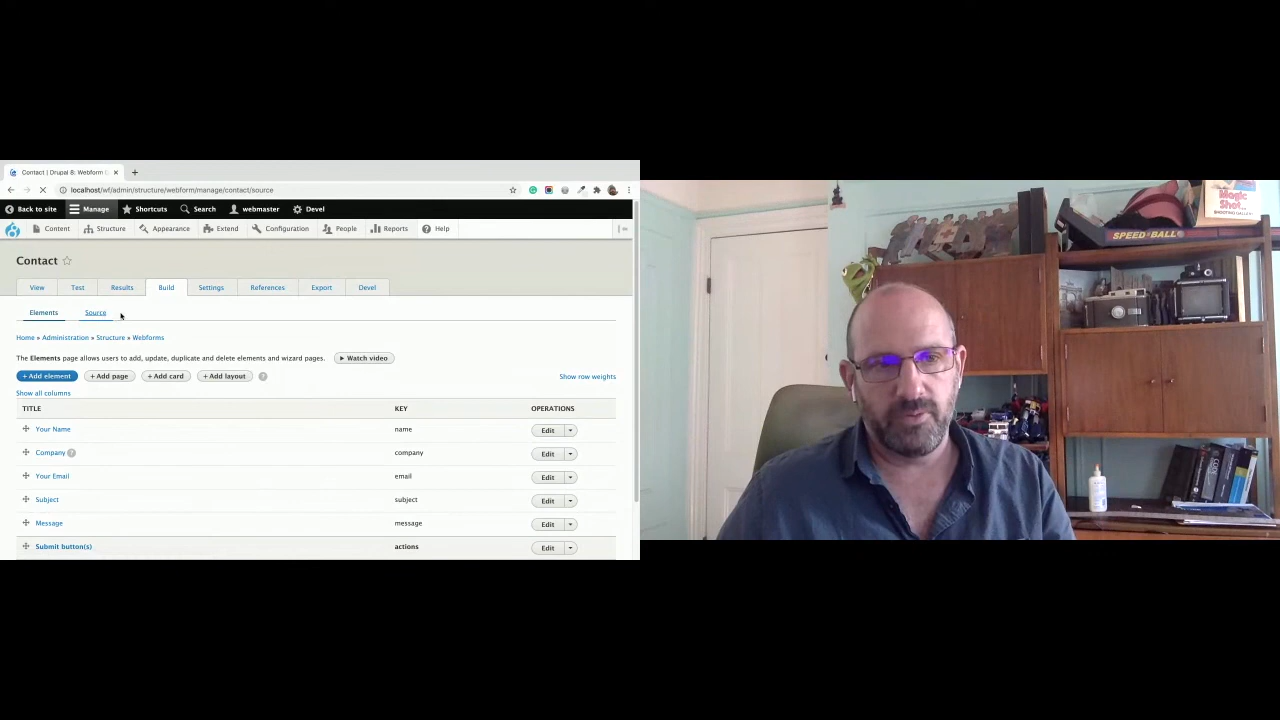 Contact | Drupal 8: Webform
localhost/wf/admin/structure/webform/manage/contact/source
Back to site Manage Shortcuts Search webmaster Devel
Content Structure Appearance Extend Configuration People Reports Help
Contact
View Test Results Build Settings References Export Devel
Elements Source
Home » Administration » Structure » Webforms
The Elements page allows users to add, update, duplicate and delete elements and wizard pages. Watch video
+ Add element + Add page + Add card + Add layout ? Show row weights
Show all columns
TITLE KEY OPERATIONS
Your Name name Edit
Company ? company Edit
Your Email email Edit
Subject subject Edit
Message message Edit
Submit button(s) actions Edit
Magic
Shot..
SHOOTING GALLERY
SPEED-BALL